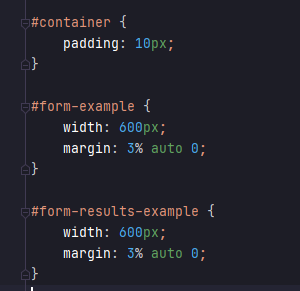 #container {
    padding: 10px;
}
#form-example {
    width: 600px;
    margin: 3% auto 0;
}
#form-results-example {
    width: 600px;
    margin: 3% auto 0;
}